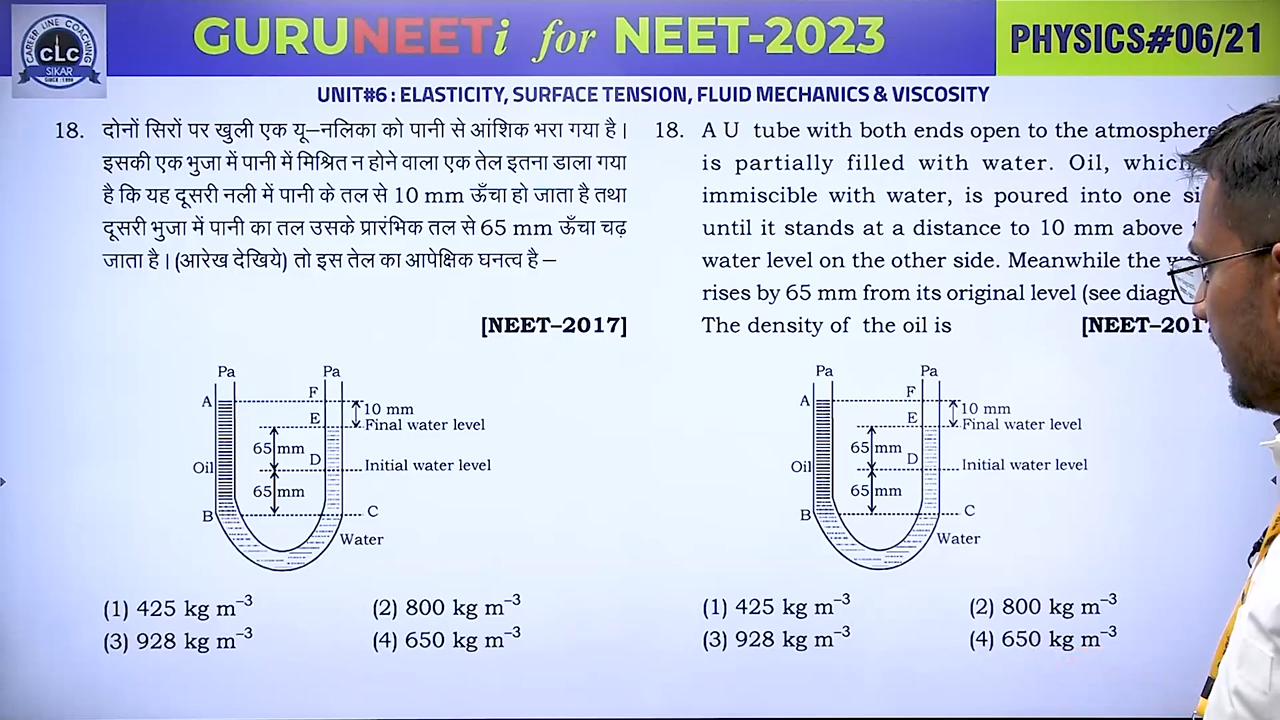 CAREER LINE COACHING
CLC
SIKAR
SINCE : 1996
GURUNEETi for NEET-2023
PHYSICS#06/21
UNIT#6 : ELASTICITY, SURFACE TENSION, FLUID MECHANICS & VISCOSITY
18. दोनों सिरों पर खुली एक यू–नलिका को पानी से आंशिक भरा गया है।
इसकी एक भुजा में पानी में मिश्रित न होने वाला एक तेल इतना डाला गया
है कि यह दूसरी नली में पानी के तल से 10 mm ऊँचा हो जाता है तथा
दूसरी भुजा में पानी का तल उसके प्रारंभिक तल से 65 mm ऊँचा चढ़
जाता है। (आरेख देखिये) तो इस तेल का आपेक्षिक घनत्व है –
[NEET–2017]
Pa Pa
A F
10 mm
E Final water level
65 mm
D
Oil Initial water level
65 mm
B C
Water
(1) 425 kg m–3 (2) 800 kg m–3
(3) 928 kg m–3 (4) 650 kg m–3
18. A U tube with both ends open to the atmosphere
is partially filled with water. Oil, which
immiscible with water, is poured into one si
until it stands at a distance to 10 mm above
water level on the other side. Meanwhile the
rises by 65 mm from its original level (see diagr
The density of the oil is
[NEET–201
Pa Pa
A F
10 mm
E Final water level
65 mm
D
Oil Initial water level
65 mm
B C
Water
(1) 425 kg m–3 (2) 800 kg m–3
(3) 928 kg m–3 (4) 650 kg m–3